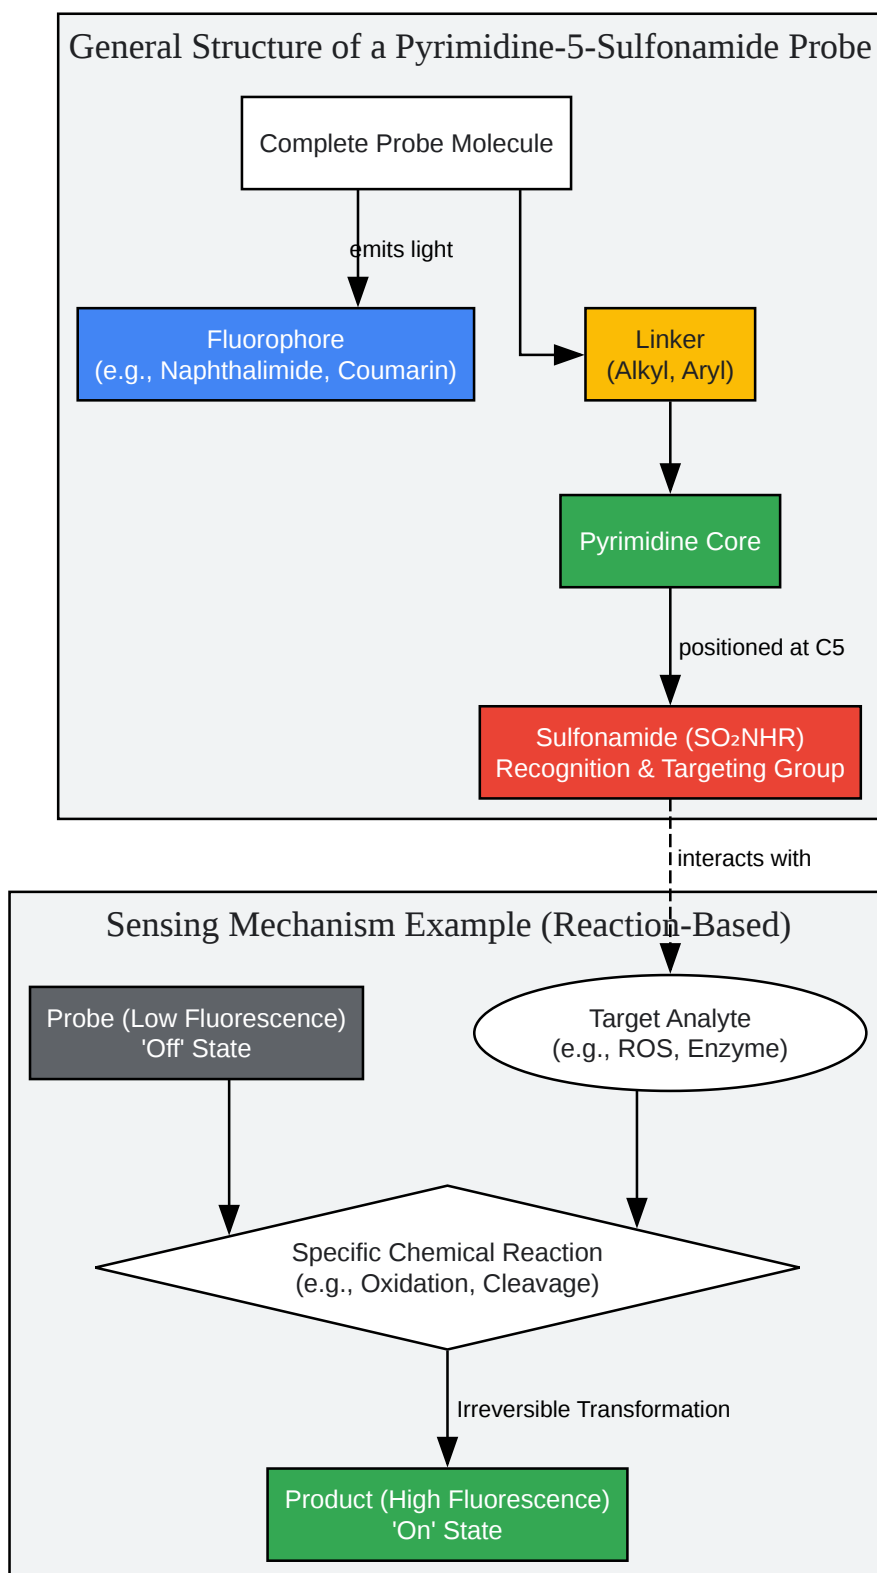 General Structure of a Pyrimidine-5-Sulfonamide Probe
Complete Probe Molecule
emits light
Fluorophore
(e.g., Naphthalimide, Coumarin)
Linker
(Alkyl, Aryl)
Pyrimidine Core
positioned at C5
Sulfonamide (SO₂NHR)
Recognition & Targeting Group
interacts with
Sensing Mechanism Example (Reaction-Based)
Probe (Low Fluorescence)
'Off' State
Target Analyte
(e.g., ROS, Enzyme)
Specific Chemical Reaction
(e.g., Oxidation, Cleavage)
Irreversible Transformation
Product (High Fluorescence)
'On' State